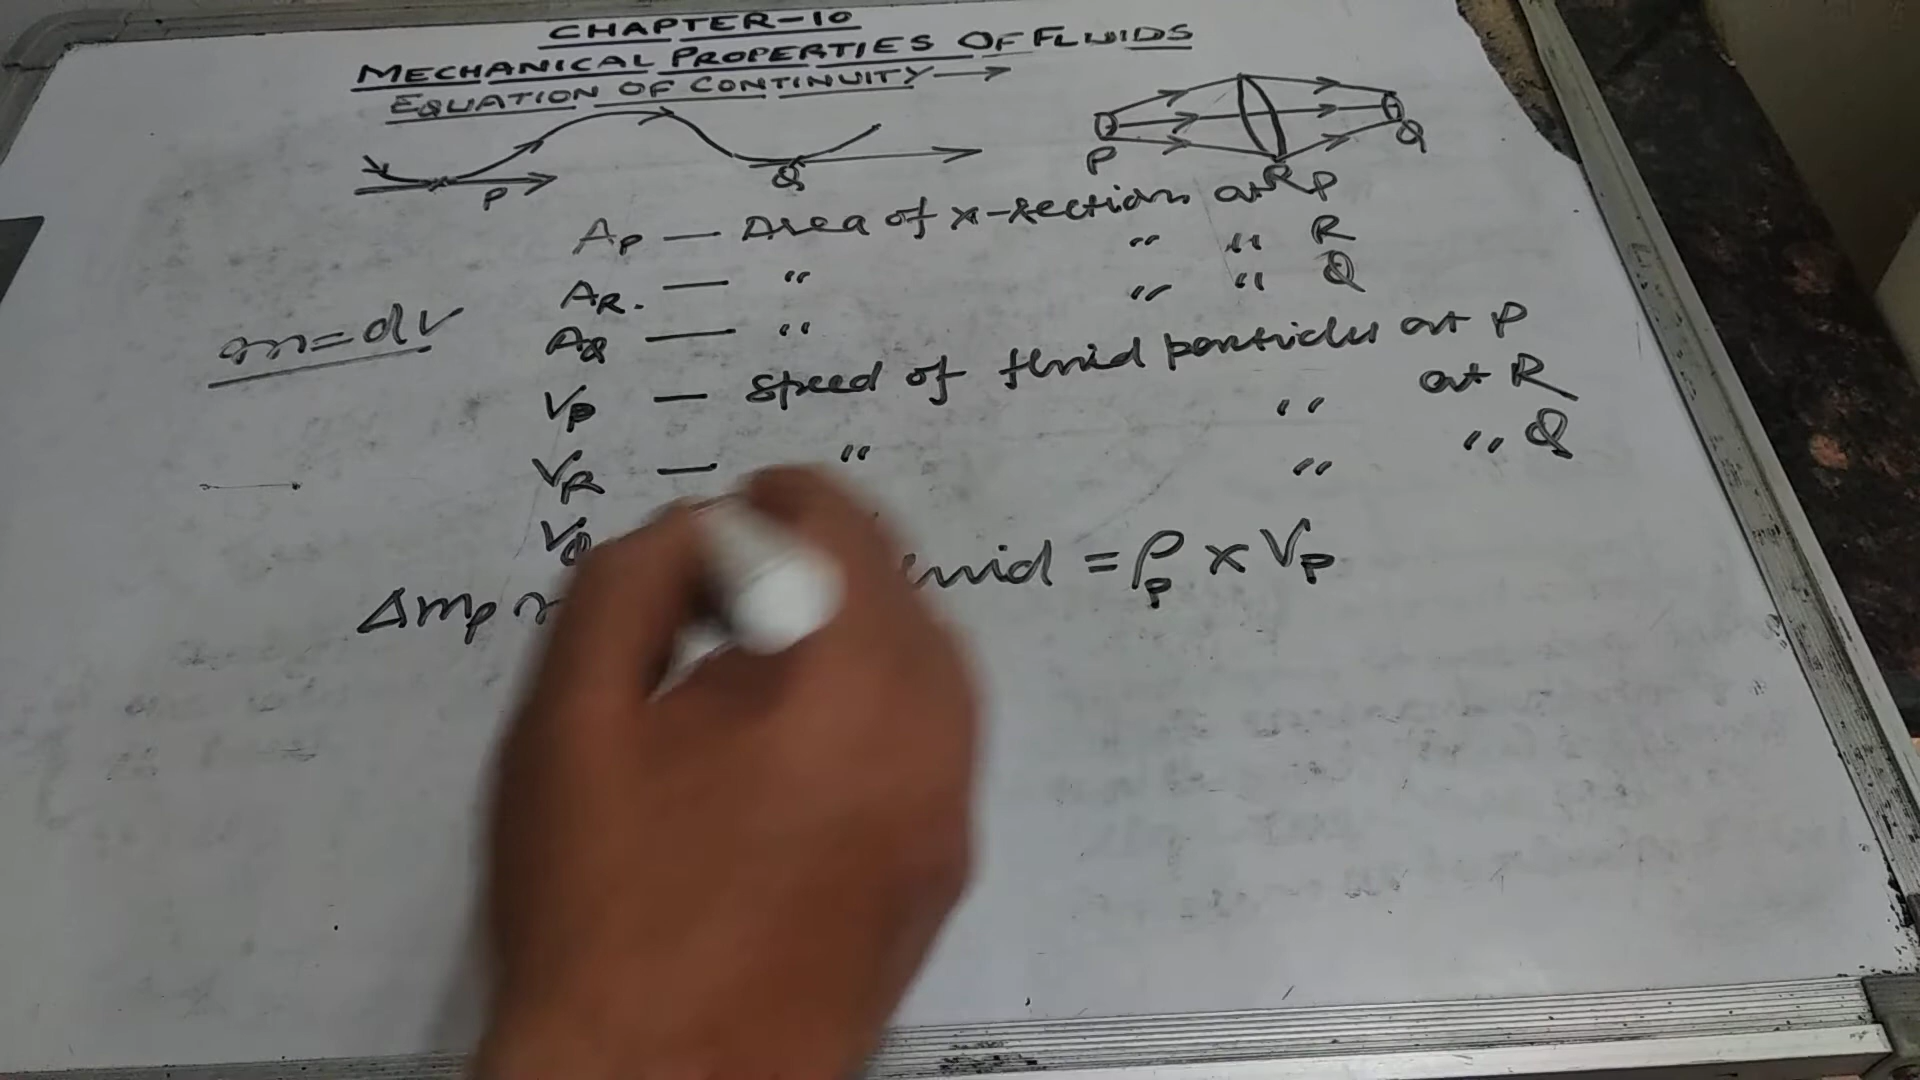 CHAPTER-10
MECHANICAL PROPERTIES OF FLUIDS
EQUATION OF CONTINUITY →
P Q
P R Q
AP — Area of x-section at P
AR. — " " " R
AQ — " " " Q
m=dV
VP — Speed of fluid particles at P
VR — " " at R
VQ " " Q
ΔmP = ρP x VP